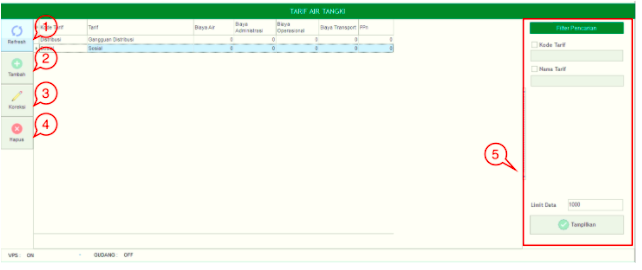 TARIF AIR TANGKI
1
Refresh
2
Tambah
3
Koreksi
4
Hapus
Kode Tarif Tarif Biaya Air Biaya Administrasi Biaya Operasional Biaya Transport PPn
Distribusi Gangguan Distribusi 0 0 0 0 0
Sosial 0 0 0 0 0
5
Filter Pencarian
Kode Tarif
Nama Tarif
Limit Data 1000
Tampilkan
VPS: ON - GUDANG: OFF